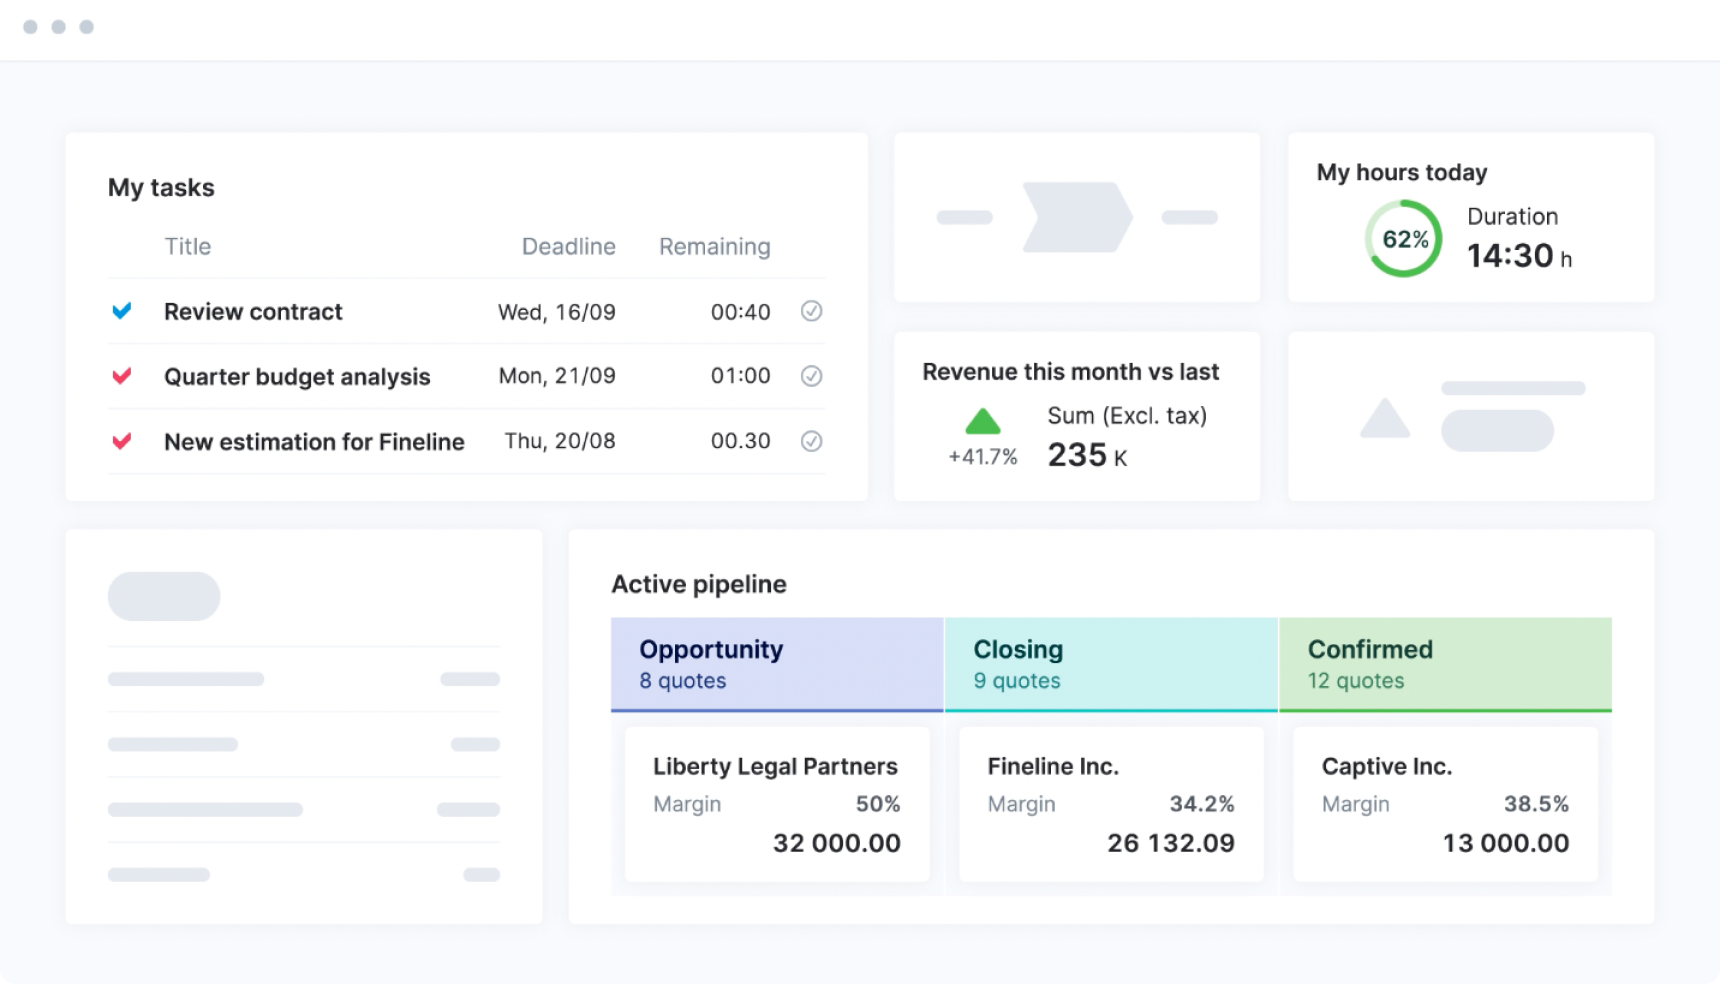 My tasks
Title Deadline Remaining
Review contract Wed, 16/09 00:40
Quarter budget analysis Mon, 21/09 01:00
New estimation for Fineline Thu, 20/08 00.30
My hours today
62%
Duration
14:30 h
Revenue this month vs last
+41.7%
Sum (Excl. tax)
235 K
Active pipeline
Opportunity
8 quotes
Liberty Legal Partners
Margin 50%
32 000.00
Closing
9 quotes
Fineline Inc.
Margin 34.2%
26 132.09
Confirmed
12 quotes
Captive Inc.
Margin 38.5%
13 000.00